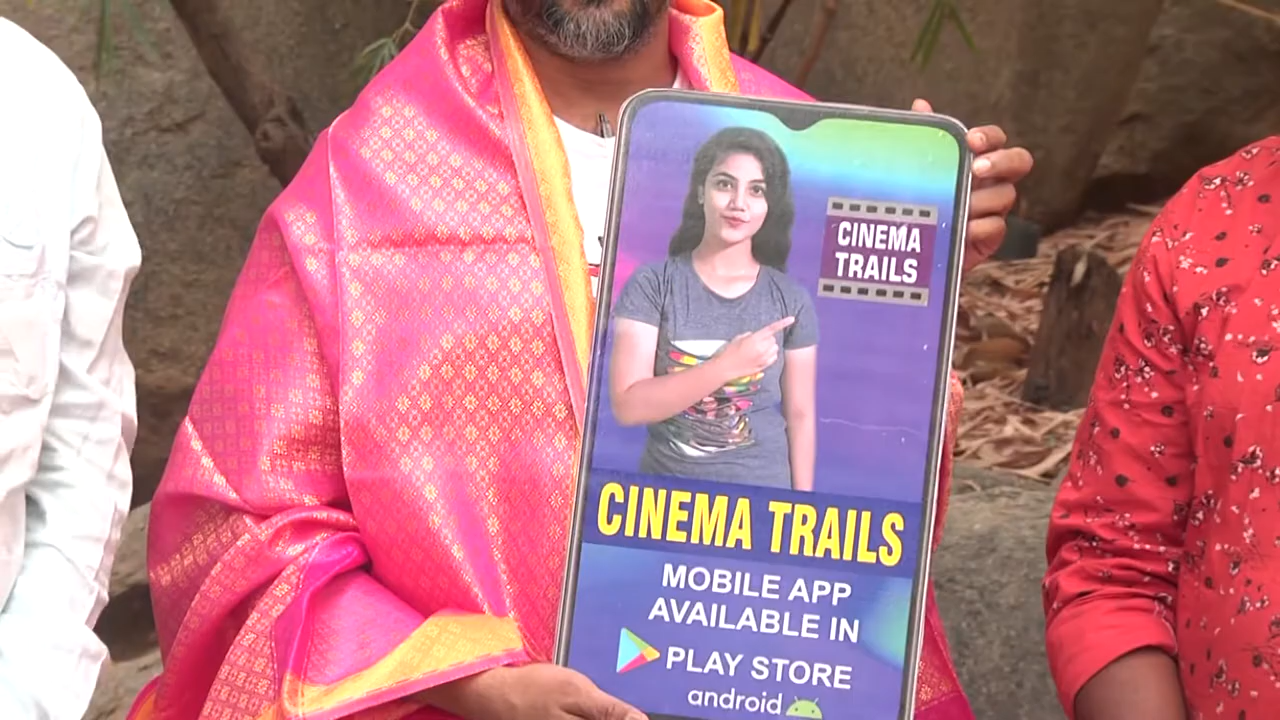 CINEMA
TRAILS
CINEMA TRAILS
MOBILE APP
AVAILABLE IN
PLAY STORE
android